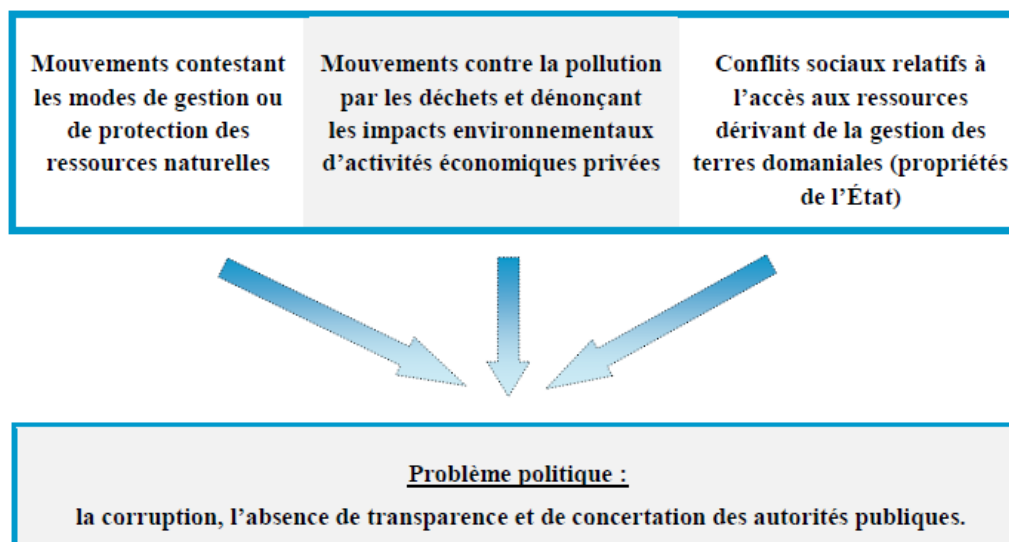 Mouvements contestant
les modes de gestion ou
de protection des
ressources naturelles
Mouvements contre la pollution
par les déchets et dénonçant
les impacts environnementaux
d’activités économiques privées
Conflits sociaux relatifs à
l’accès aux ressources
dérivant de la gestion des
terres domaniales (propriétés
de l’État)
Problème politique :
la corruption, l’absence de transparence et de concertation des autorités publiques.